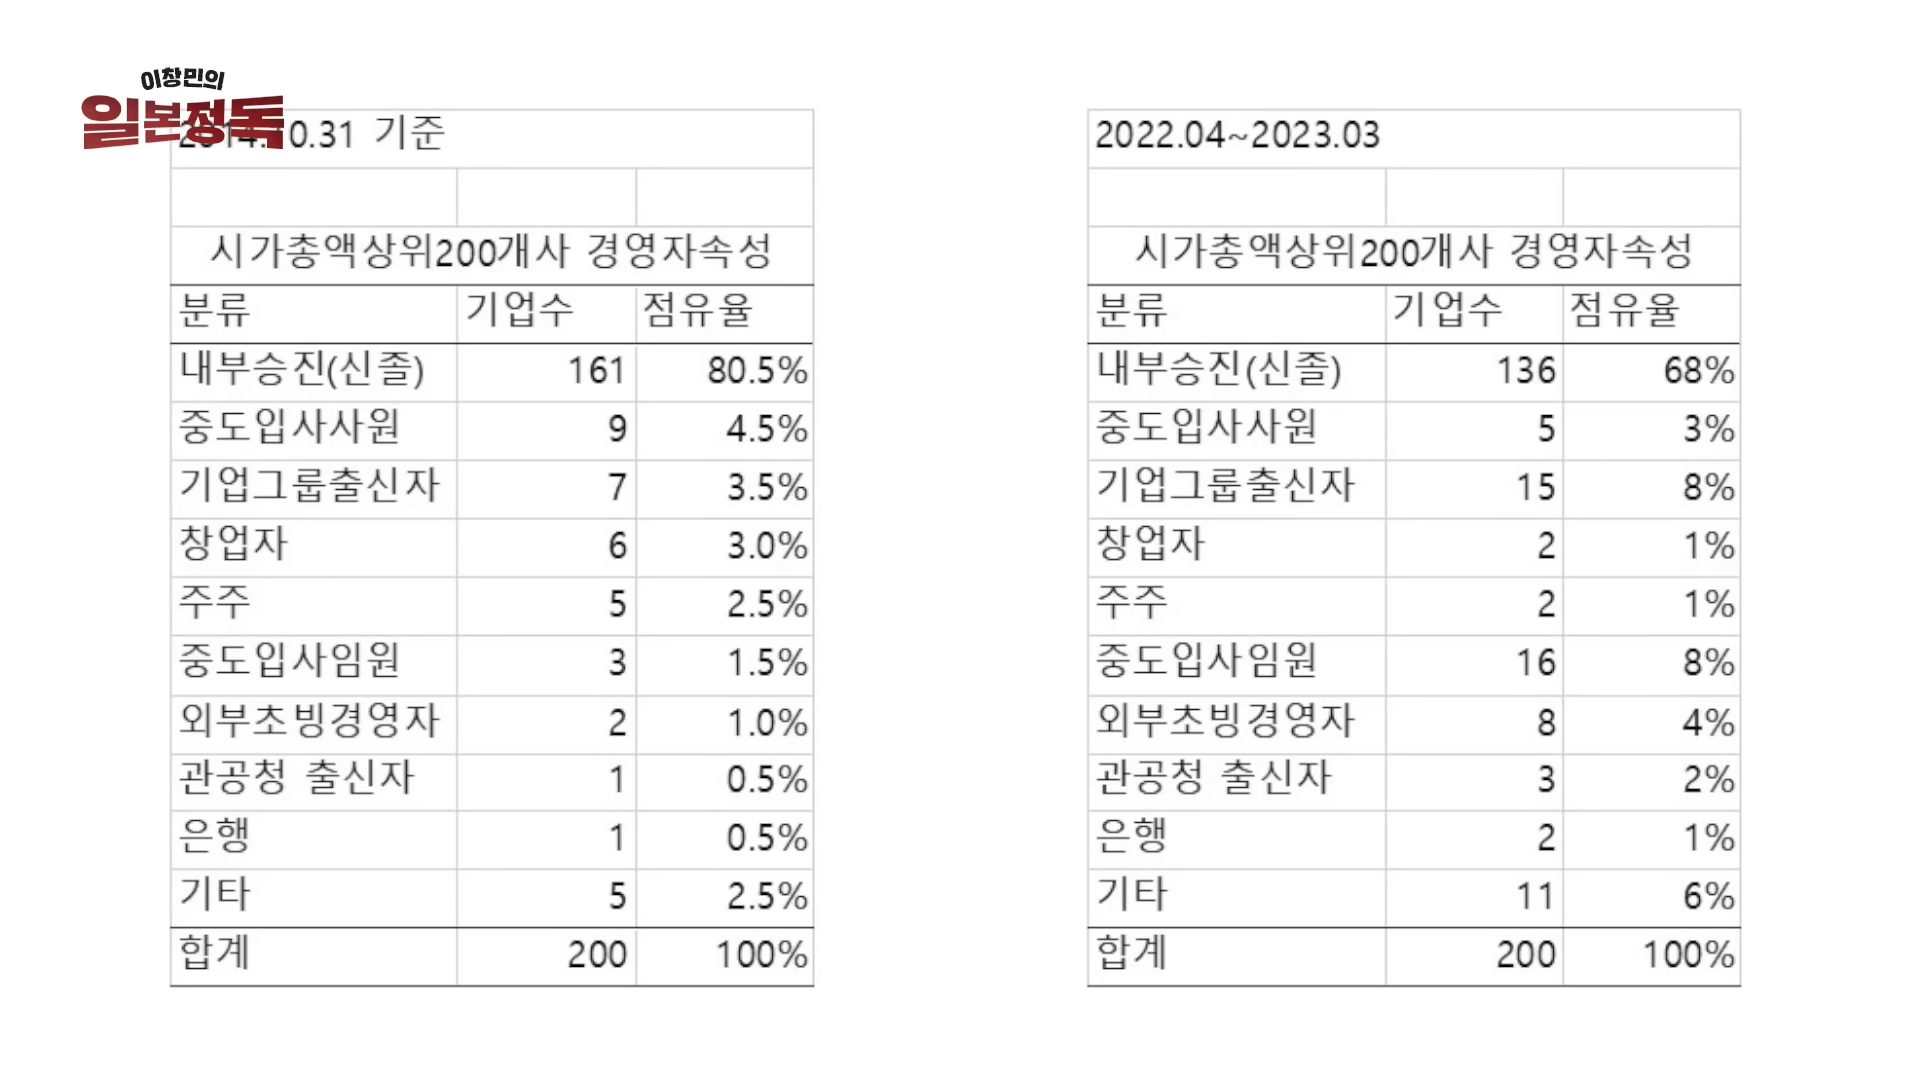 이창민의
일본정독
2014.10.31 기준
시가총액상위200개사 경영자속성
분류 기업수 점유율
내부승진(신졸) 161 80.5%
중도입사사원 9 4.5%
기업그룹출신자 7 3.5%
창업자 6 3.0%
주주 5 2.5%
중도입사임원 3 1.5%
외부초빙경영자 2 1.0%
관공청 출신자 1 0.5%
은행 1 0.5%
기타 5 2.5%
합계 200 100%
2022.04~2023.03
시가총액상위200개사 경영자속성
분류 기업수 점유율
내부승진(신졸) 136 68%
중도입사사원 5 3%
기업그룹출신자 15 8%
창업자 2 1%
주주 2 1%
중도입사임원 16 8%
외부초빙경영자 8 4%
관공청 출신자 3 2%
은행 2 1%
기타 11 6%
합계 200 100%